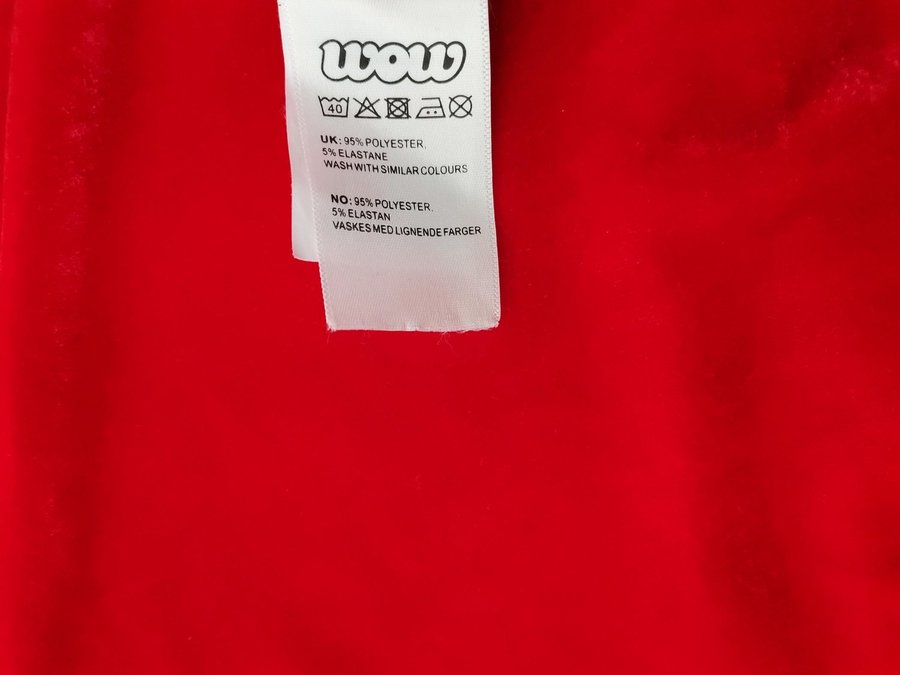 wow
40
UK: 95% POLYESTER,
5% ELASTANE
WASH WITH SIMILAR COLOURS
NO: 95% POLYESTER,
5% ELASTAN
VASKES MED LIGNENDE FARGER